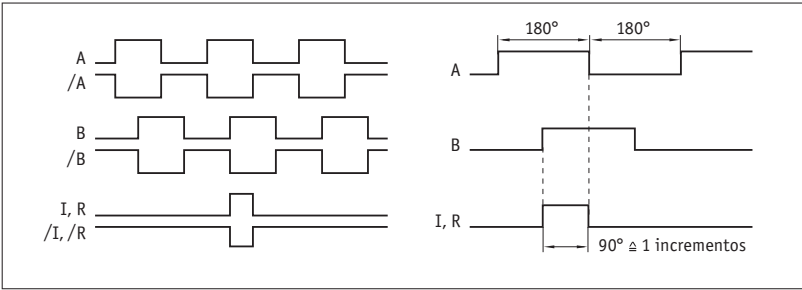 A
/A
B
/B
I, R
/I, /R
180° 180°
A
B
I, R
90° ≙ 1 incrementos